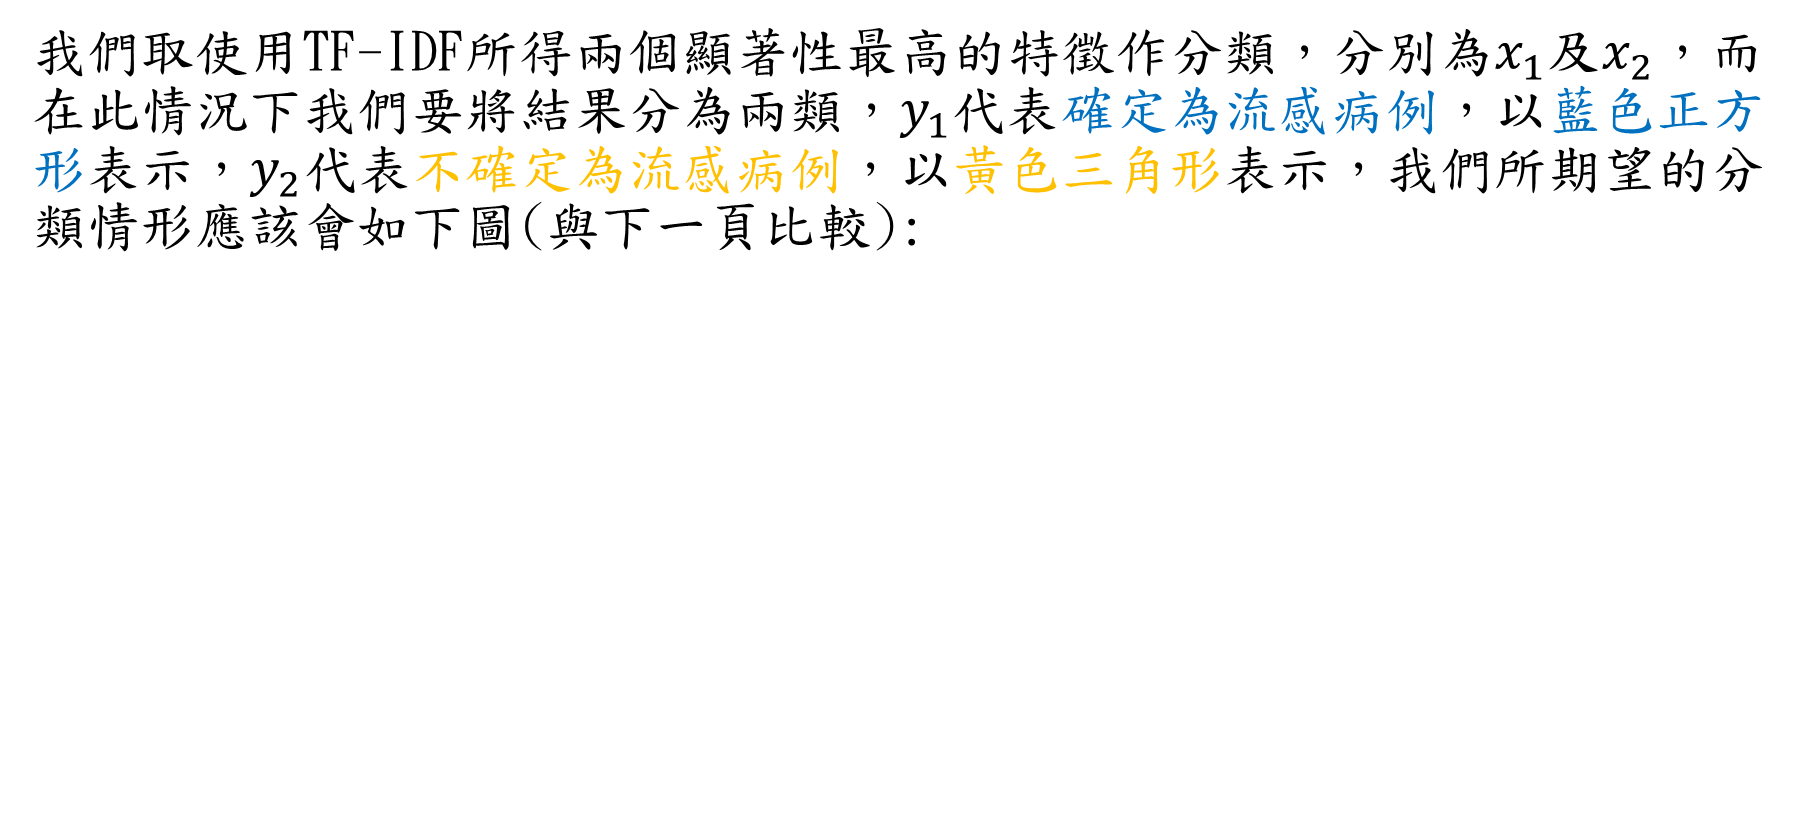 我們取使用TF-IDF所得兩個顯著性最高的特徵作分類，分別為x₁及x₂，而
在此情況下我們要將結果分為兩類，y₁代表確定為流感病例，以藍色正方
形表示，y₂代表不確定為流感病例，以黃色三角形表示，我們所期望的分
類情形應該會如下圖(與下一頁比較):